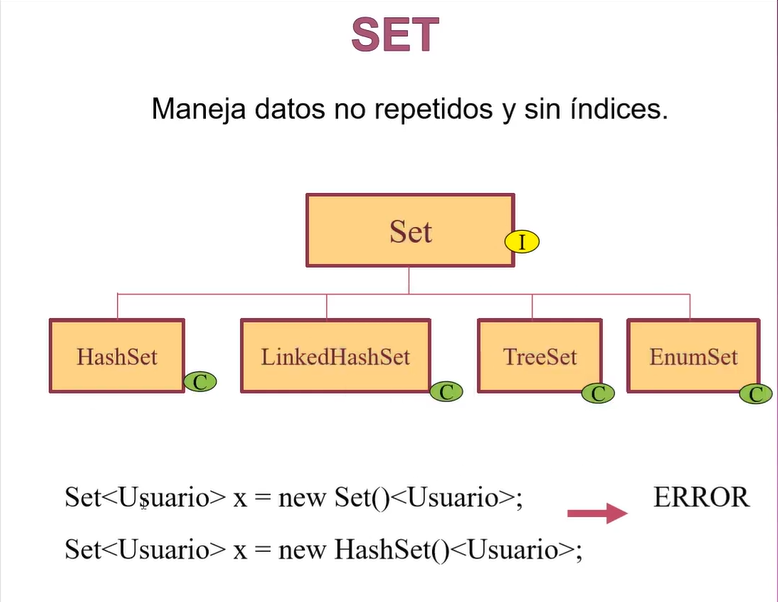 SET
Maneja datos no repetidos y sin índices.
Set
I
HashSet
C
LinkedHashSet
C
TreeSet
C
EnumSet
C
Set<Usuario> x = new Set()<Usuario>;
ERROR
Set<Usuario> x = new HashSet()<Usuario>;